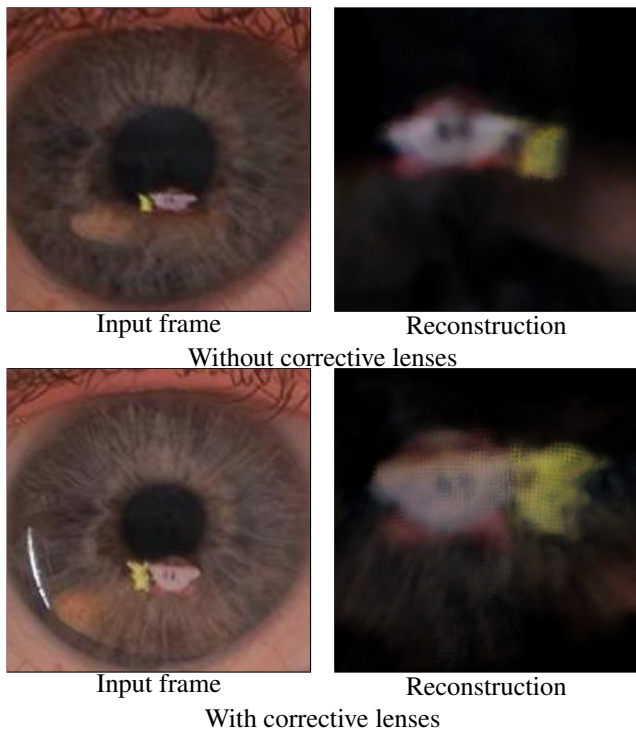 Input frame
Reconstruction
Without corrective lenses
Input frame
Reconstruction
With corrective lenses